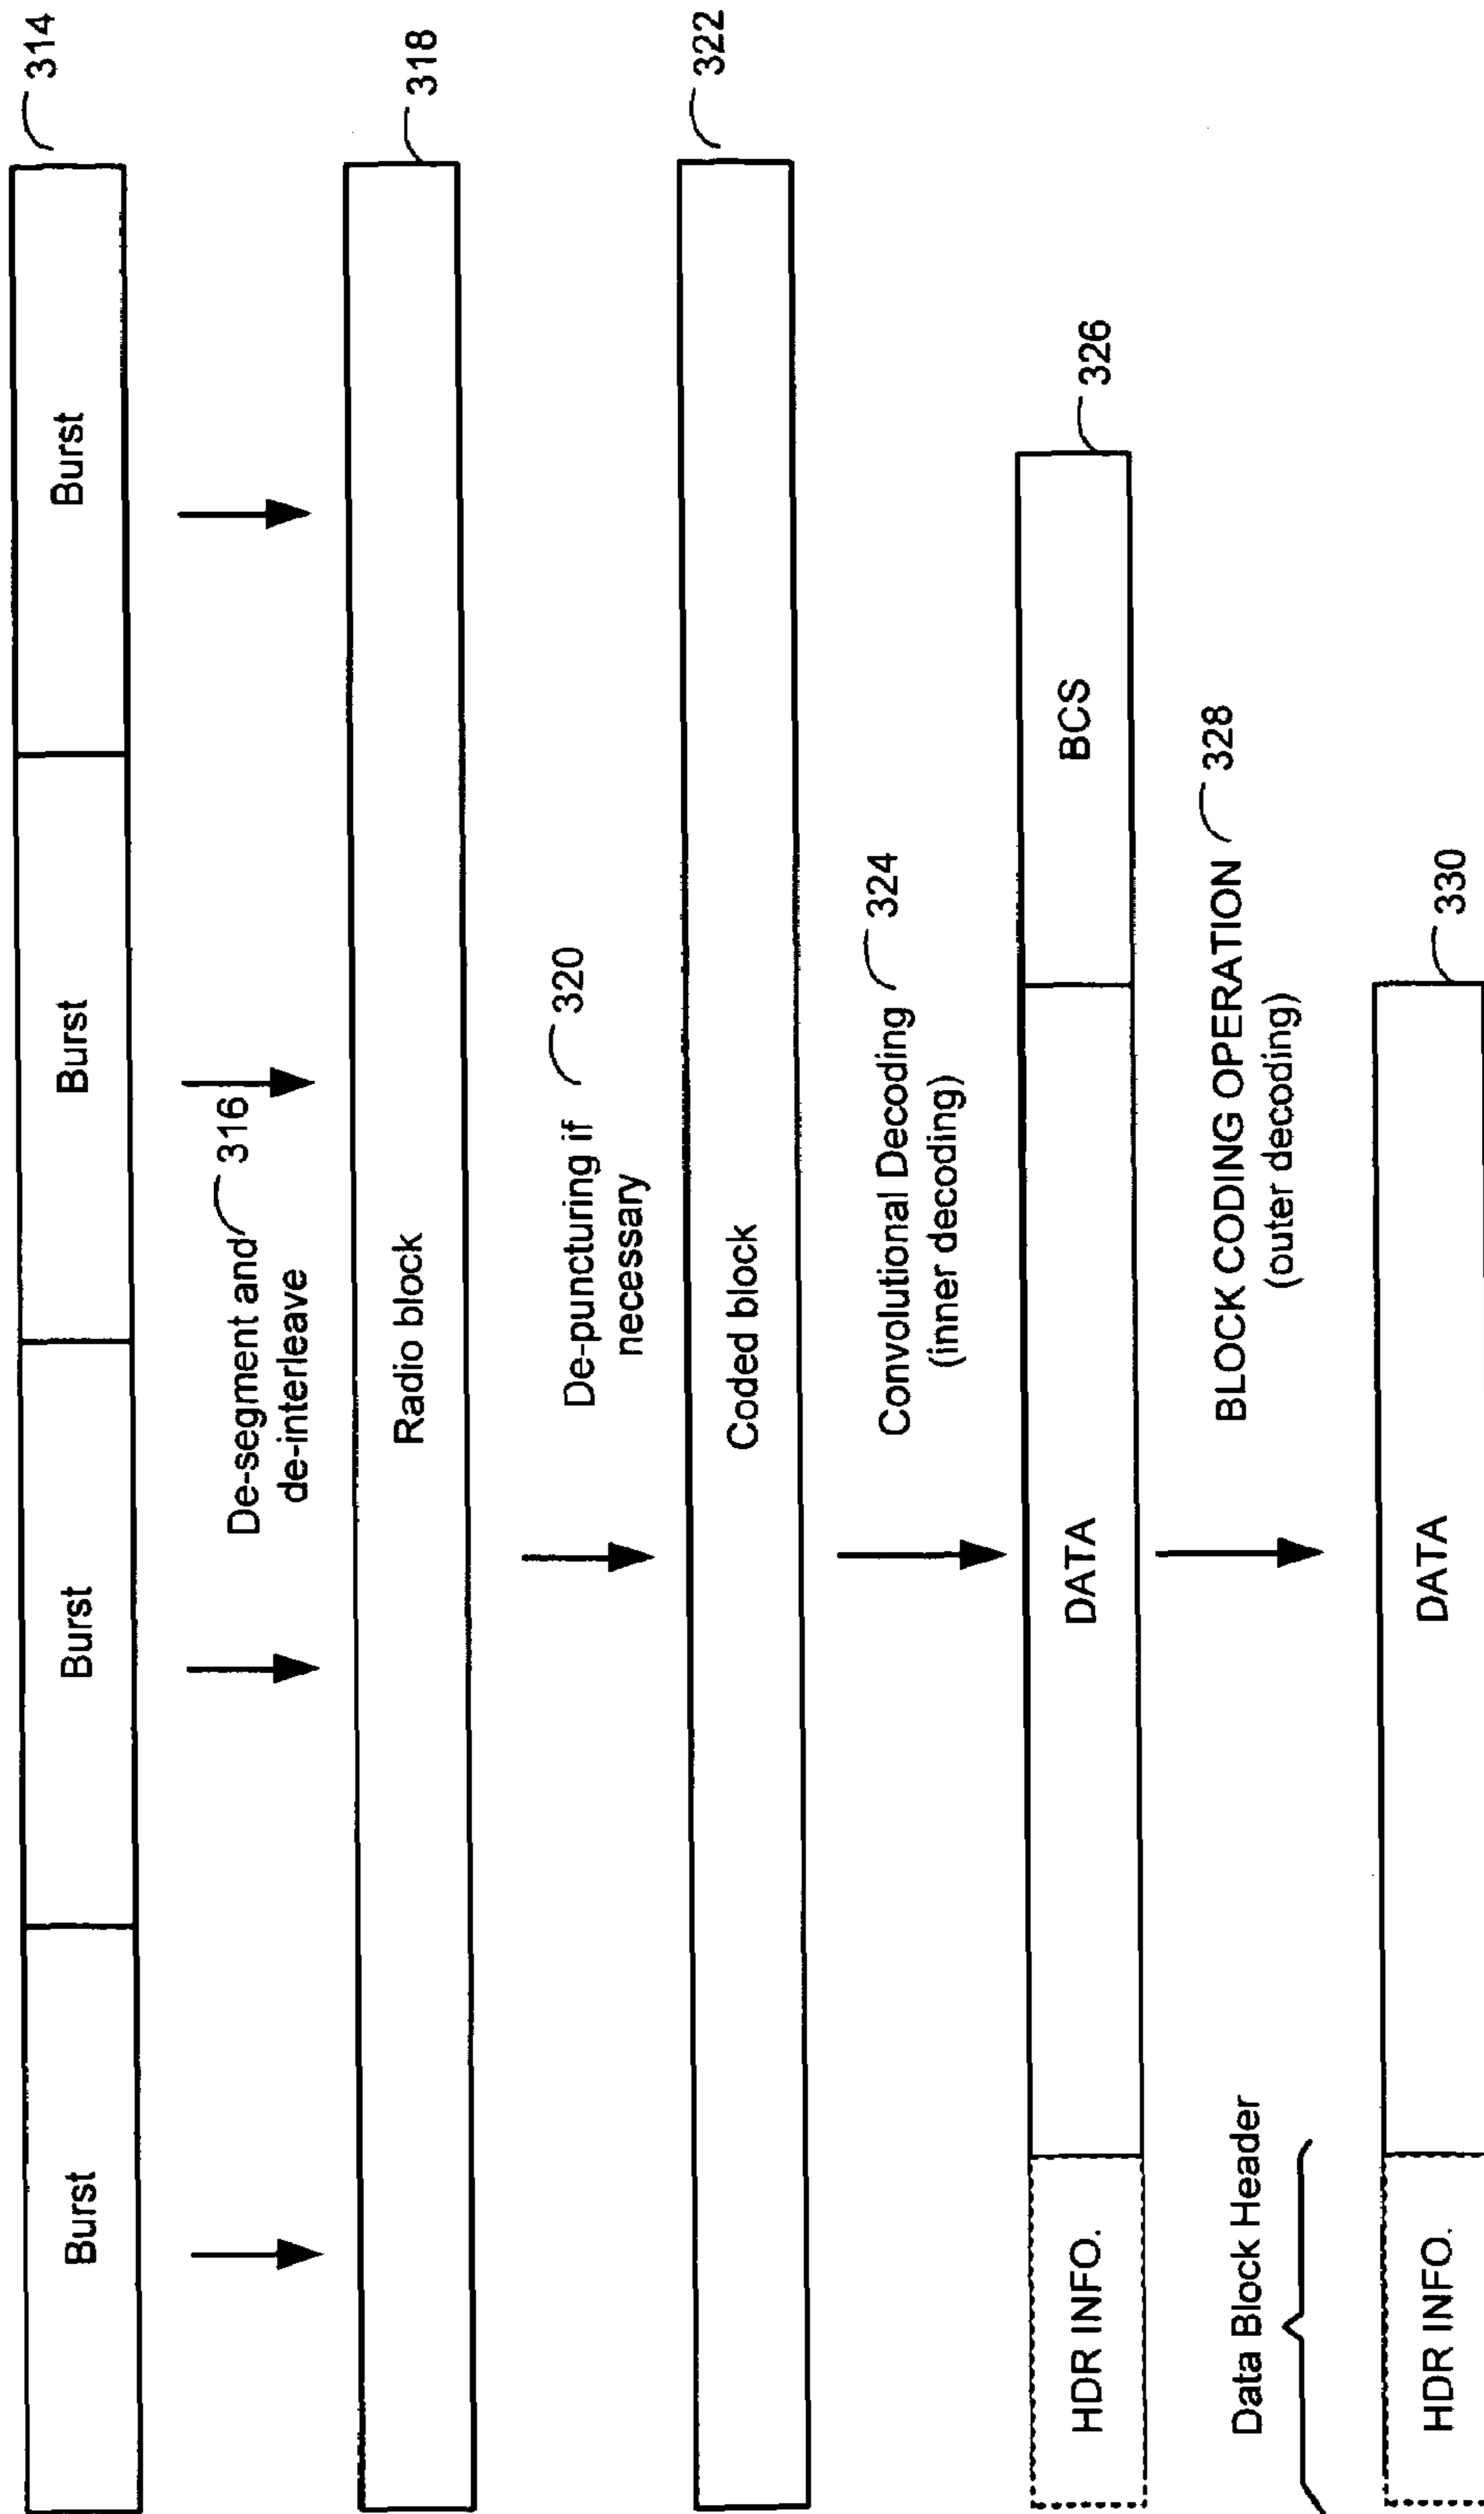 Burst Burst Burst Burst 314
De-segment and 316
de-interleave
Radio block 318
De-puncturing if 320
necessary
Coded block 322
Convolutional Decoding 324
(inner decoding)
HDR INFO. DATA BCS 326
BLOCK CODING OPERATION 328
(outer decoding)
Data Block Header
HDR INFO. DATA 330